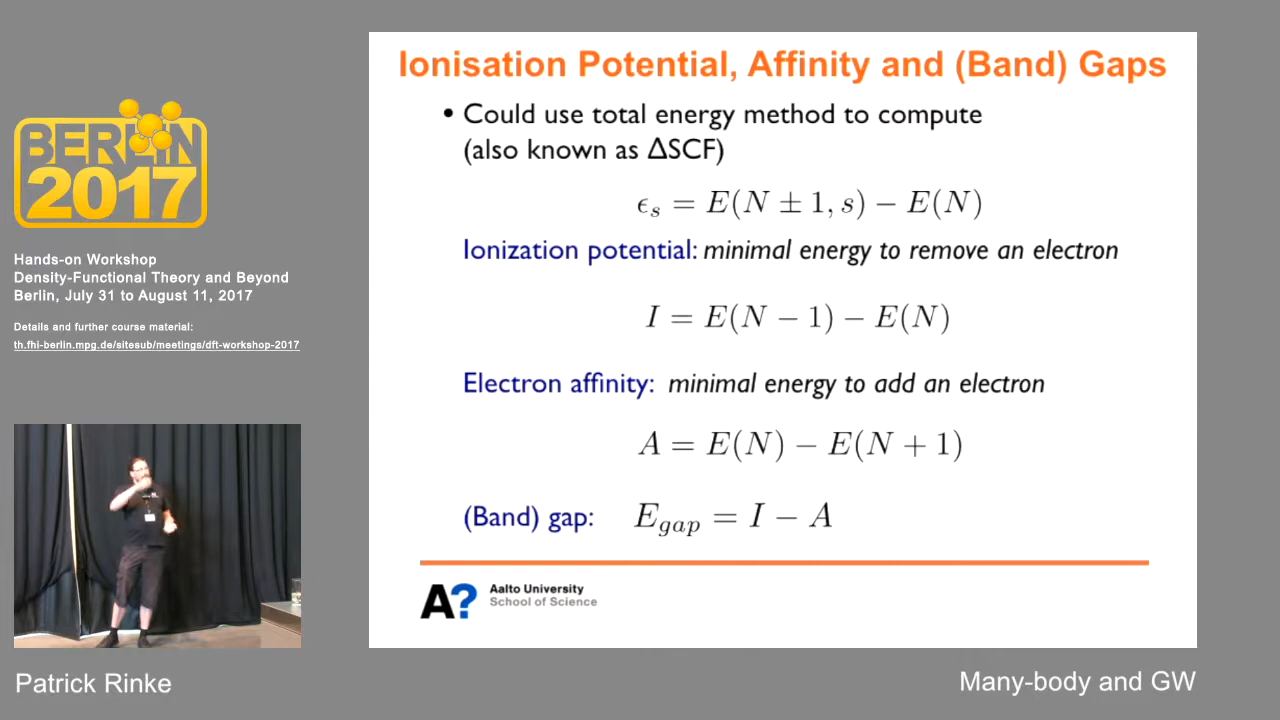 BERLIN
2017
Hands-on Workshop
Density-Functional Theory and Beyond
Berlin, July 31 to August 11, 2017
Details and further course material:
th.fhi-berlin.mpg.de/sitesub/meetings/dft-workshop-2017
Patrick Rinke
Ionisation Potential, Affinity and (Band) Gaps
• Could use total energy method to compute
(also known as ΔSCF)
ϵₛ = E(N ± 1, s) − E(N)
Ionization potential: minimal energy to remove an electron
I = E(N − 1) − E(N)
Electron affinity: minimal energy to add an electron
A = E(N) − E(N + 1)
(Band) gap: E_gap = I − A
A?
Aalto University
School of Science
Many-body and GW